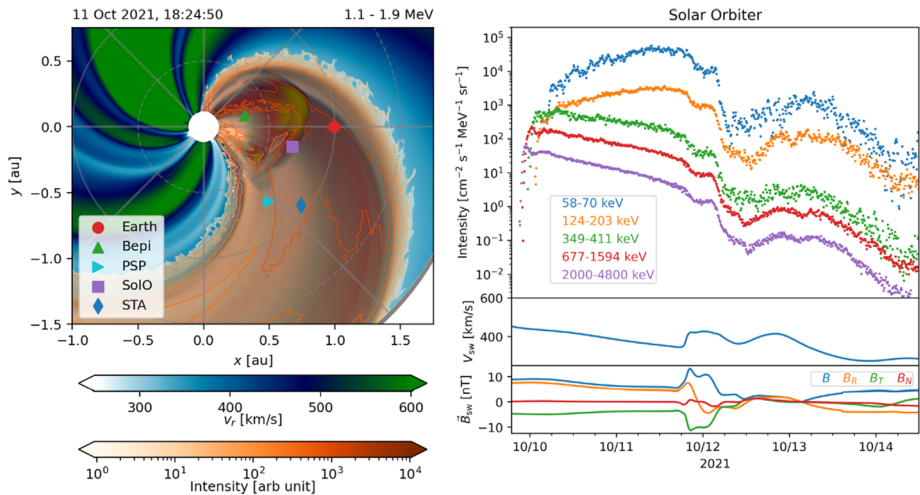 11 Oct 2021, 18:24:50 1.1 - 1.9 MeV
y [au]
0.5
0.0
−0.5
−1.0
−1.5
Earth
Bepi
PSP
SolO
STA
−1.0 −0.5 0.0 0.5 1.0 1.5
x [au]
300 400 500 600
v_r [km/s]
10^0 10^1 10^2 10^3 10^4
Intensity [arb unit]
Solar Orbiter
Intensity [cm⁻² s⁻¹ MeV⁻¹ sr⁻¹]
10^5
10^4
10^3
10^2
10^1
10^0
10^−1
10^−2
58-70 keV
124-203 keV
349-411 keV
677-1594 keV
2000-4800 keV
V_sw [km/s]
600
400
B⃗_sw [nT]
10
0
−10
B B_R B_T B_N
10/10 10/11 10/12 10/13 10/14
2021